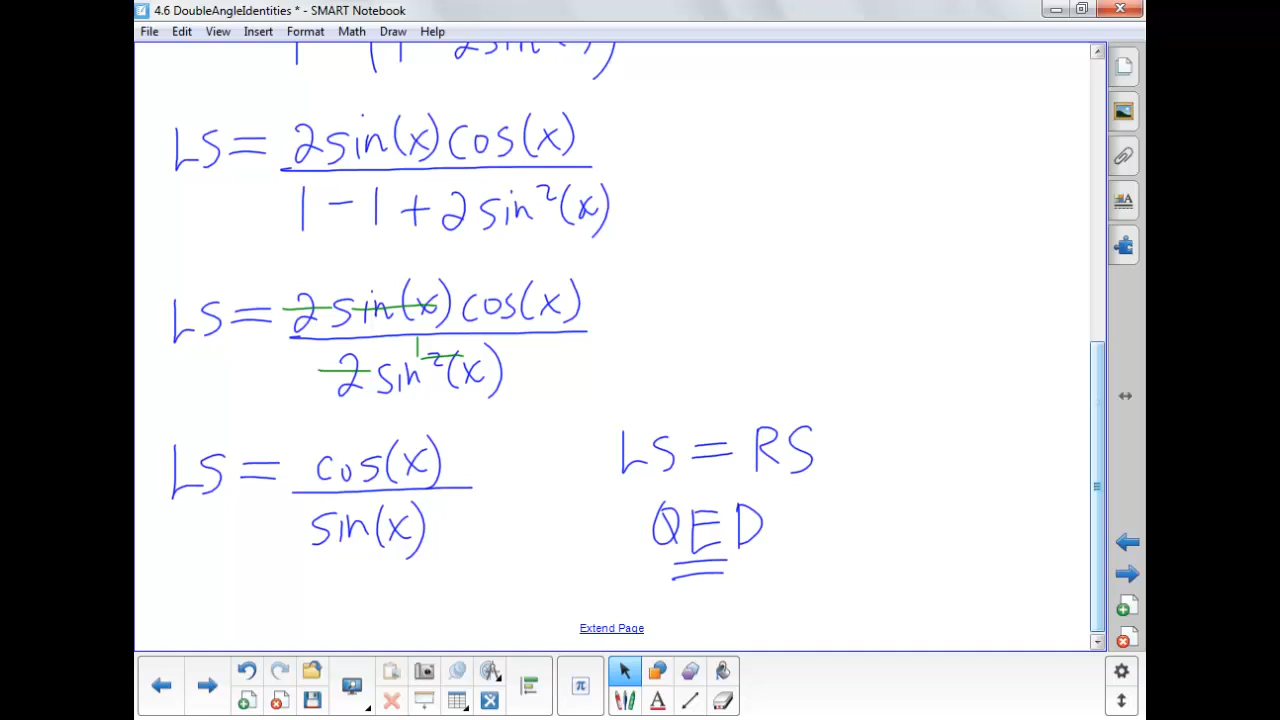 4.6 DoubleAngleIdentities * - SMART Notebook
File Edit View Insert Format Math Draw Help
LS = 2sin(x)cos(x)
1 - 1 + 2sin²(x)
LS = 2sin(x)cos(x)
1
2sin²(x)
LS = cos(x)
sin(x)
LS = RS
QED
Extend Page